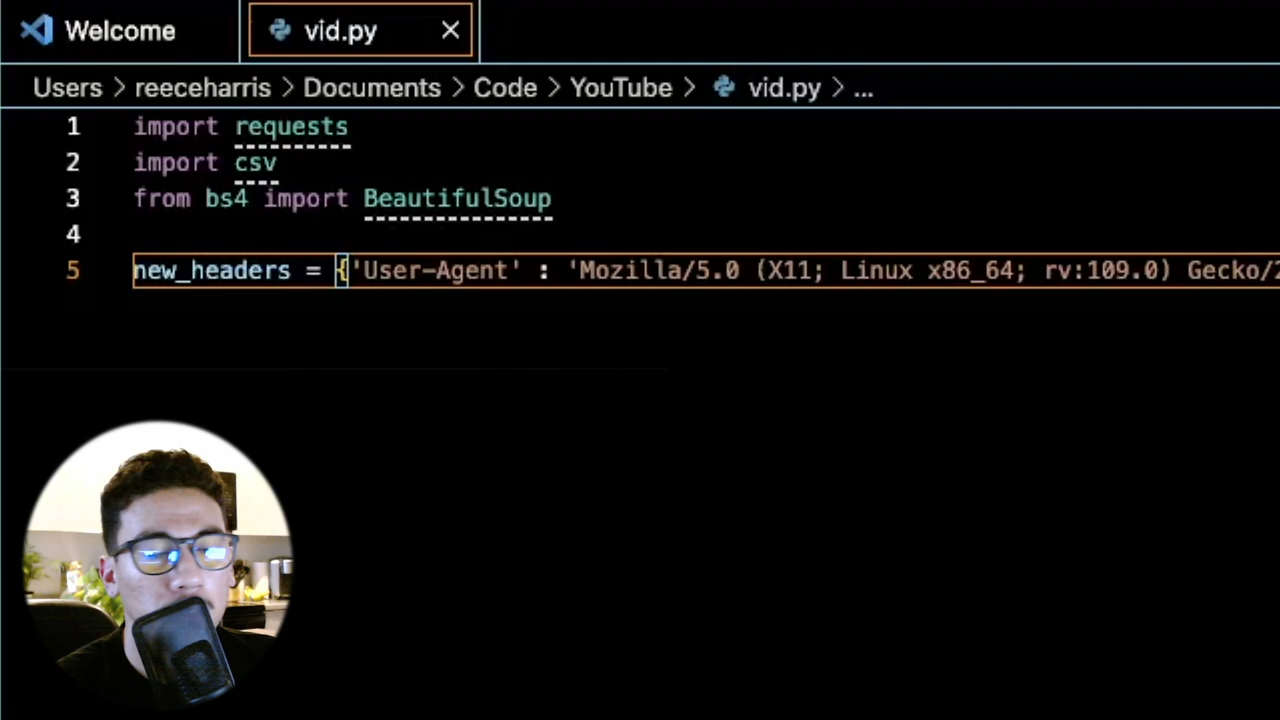 Welcome
vid.py
Users > reeceharris > Documents > Code > YouTube > vid.py > ...
1 import requests
2 import csv
3 from bs4 import BeautifulSoup
4
5 new_headers = {'User-Agent' : 'Mozilla/5.0 (X11; Linux x86_64; rv:109.0) Gecko/